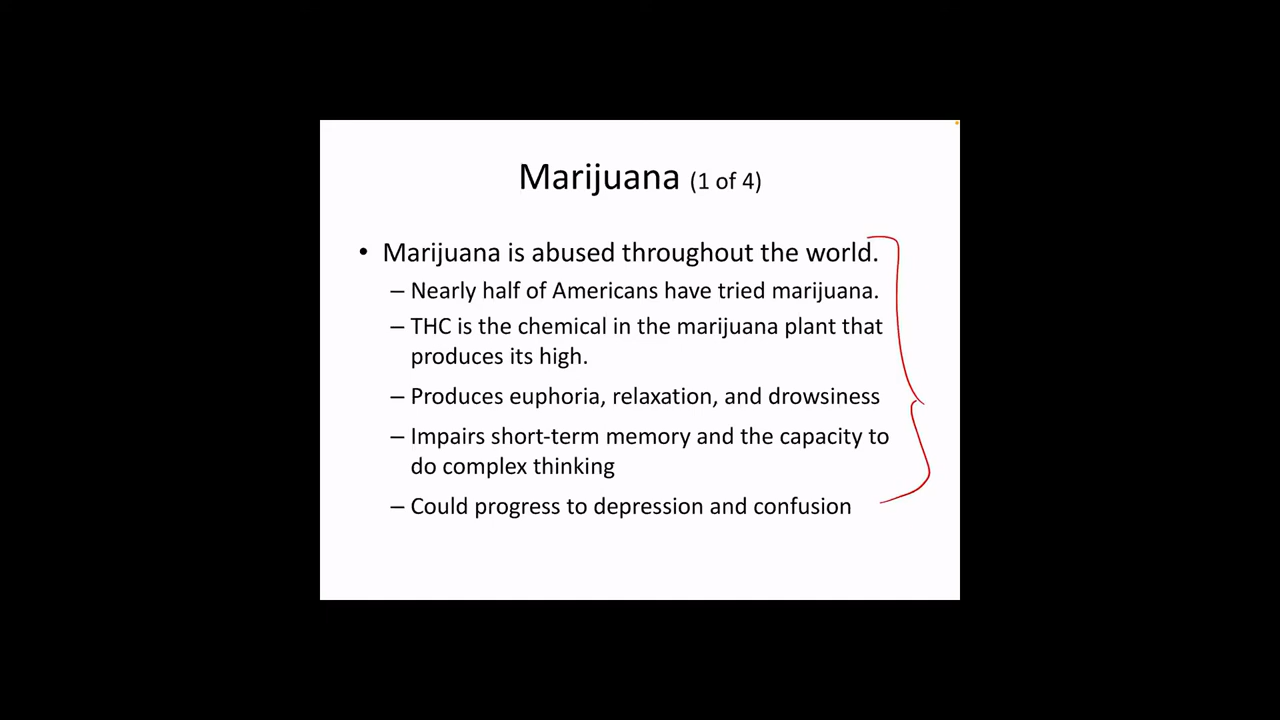 Marijuana (1 of 4)
• Marijuana is abused throughout the world.
– Nearly half of Americans have tried marijuana.
– THC is the chemical in the marijuana plant that
produces its high.
– Produces euphoria, relaxation, and drowsiness
– Impairs short-term memory and the capacity to
do complex thinking
– Could progress to depression and confusion